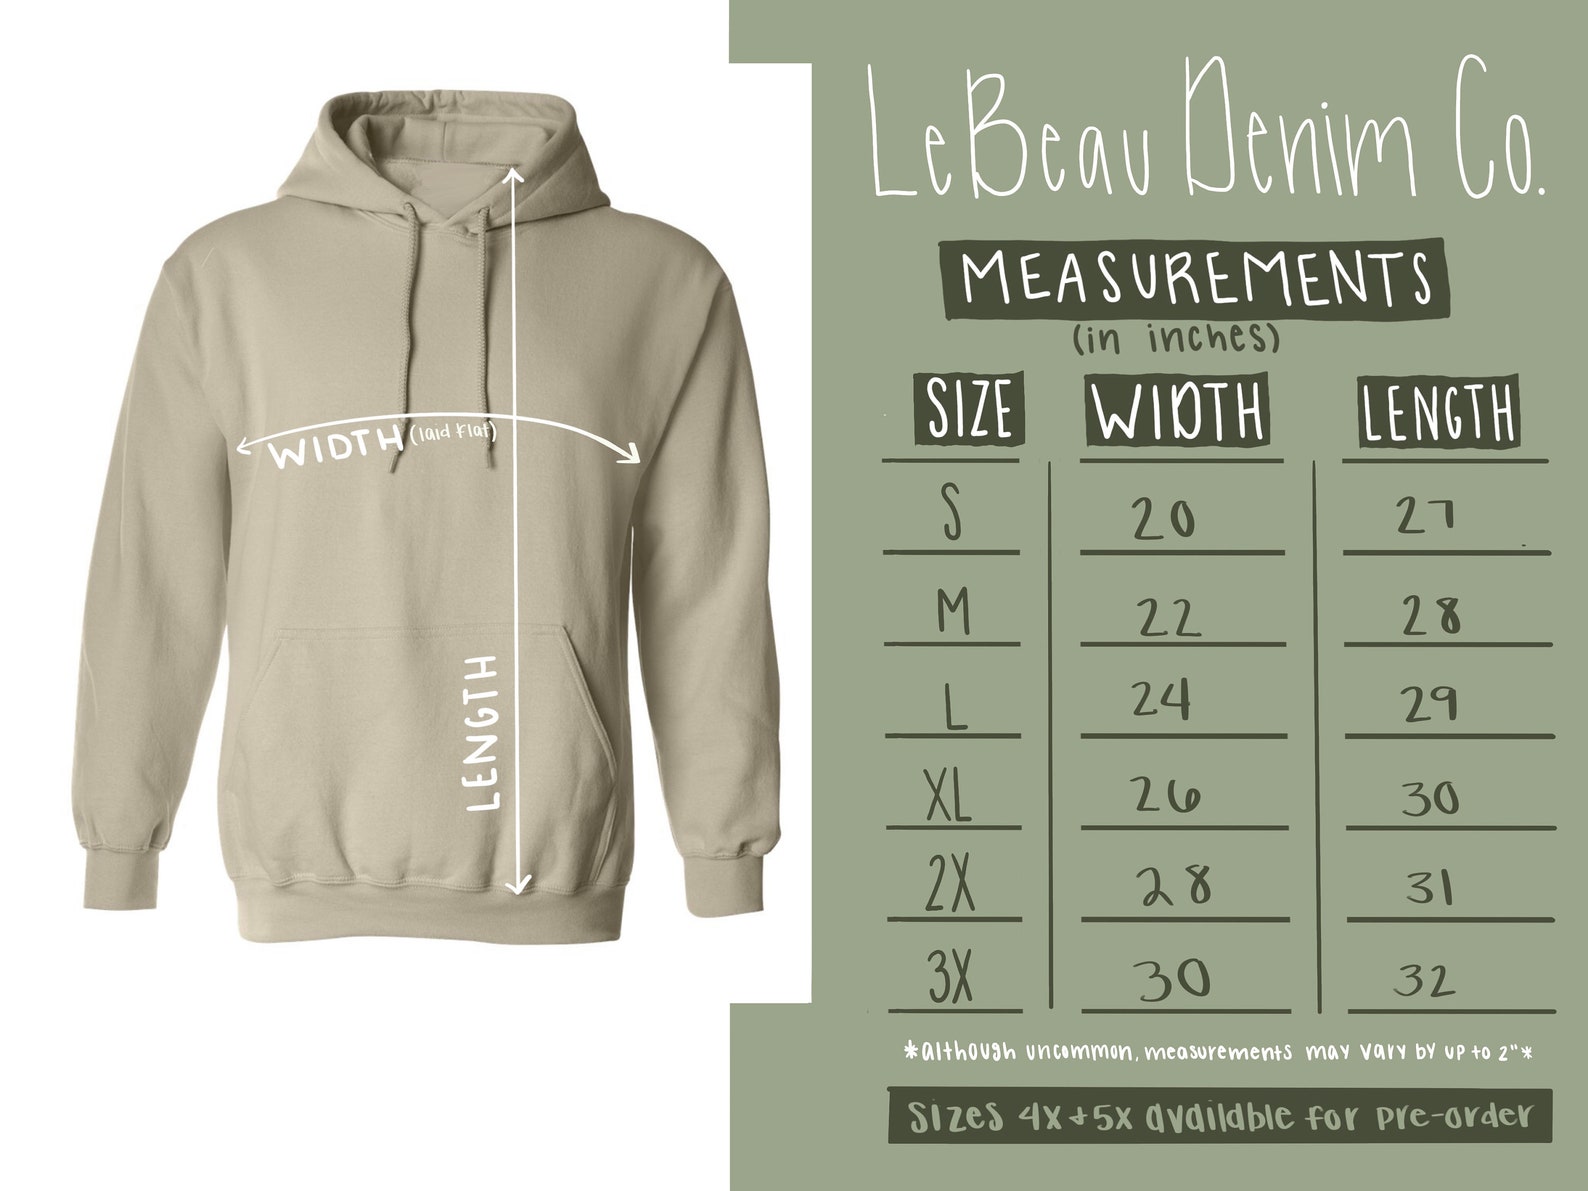 WIDTH (laid flat)
LENGTH
LeBeau Denim Co.
MEASUREMENTS
(in inches)
SIZE WIDTH LENGTH
S 20 27
M 22 28
L 24 29
XL 26 30
2X 28 31
3X 30 32
*although uncommon, measurements may vary by up to 2"*
Sizes 4x + 5x available for pre-order